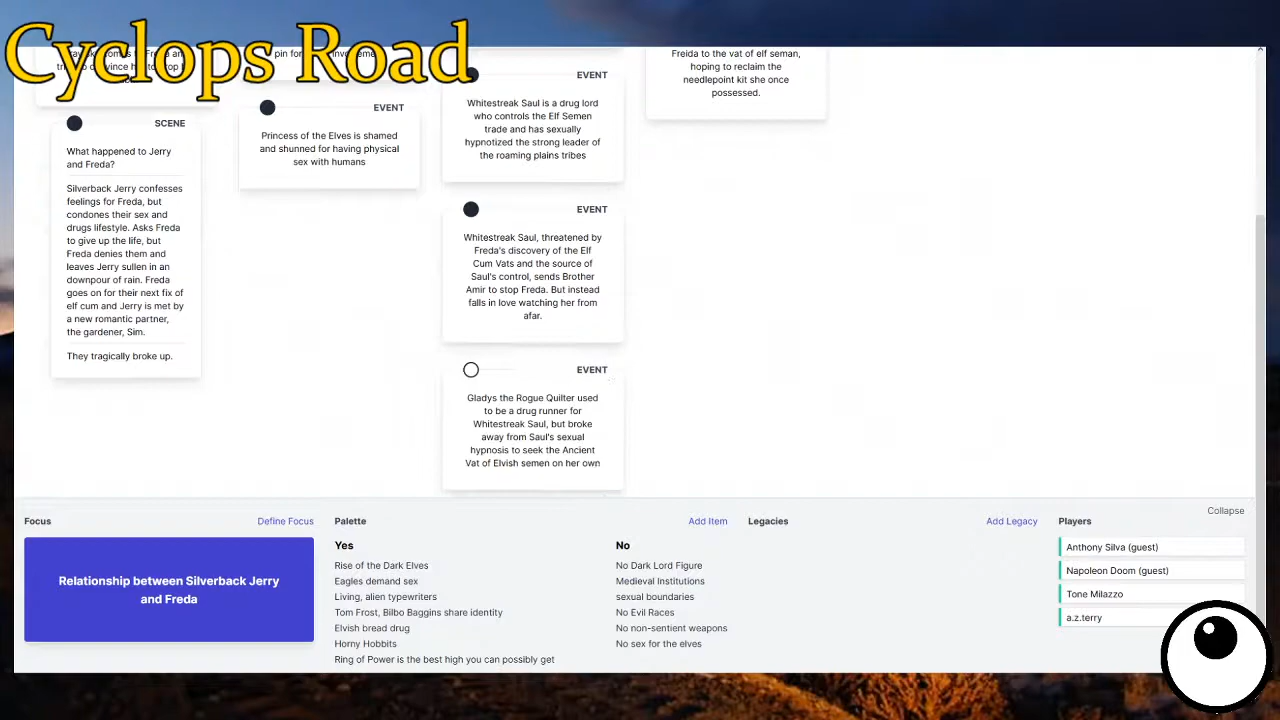 Cyclops Road
EVENT
SCENE
What happened to Jerry
and Freda?
Silverback Jerry confesses
feelings for Freda, but
condones their sex and
drugs lifestyle. Asks Freda
to give up the life, but
Freda denies them and
leaves Jerry sullen in an
downpour of rain. Freda
goes on for their next fix of
elf cum and Jerry is met by
a new romantic partner,
the gardener, Sim.
They tragically broke up.
EVENT
Princess of the Elves is shamed
and shunned for having physical
sex with humans
Whitestreak Saul is a drug lord
who controls the Elf Semen
trade and has sexually
hypnotized the strong leader of
the roaming plains tribes
EVENT
Whitestreak Saul, threatened by
Freda's discovery of the Elf
Cum Vats and the source of
Saul's control, sends Brother
Amir to stop Freda. But instead
falls in love watching her from
afar.
EVENT
Gladys the Rogue Quilter used
to be a drug runner for
Whitestreak Saul, but broke
away from Saul's sexual
hypnosis to seek the Ancient
Vat of Elvish semen on her own
Freida to the vat of elf seman,
hoping to reclaim the
needlepoint kit she once
possessed.
Collapse
Focus
Define Focus
Relationship between Silverback Jerry
and Freda
Palette
Add Item
Yes
Rise of the Dark Elves
Eagles demand sex
Living, alien typewriters
Tom Frost, Bilbo Baggins share identity
Elvish bread drug
Horny Hobbits
Ring of Power is the best high you can possibly get
No
No Dark Lord Figure
Medieval Institutions
sexual boundaries
No Evil Races
No non-sentient weapons
No sex for the elves
Legacies
Add Legacy
Players
Anthony Silva (guest)
Napoleon Doom (guest)
Tone Milazzo
a.z.terry